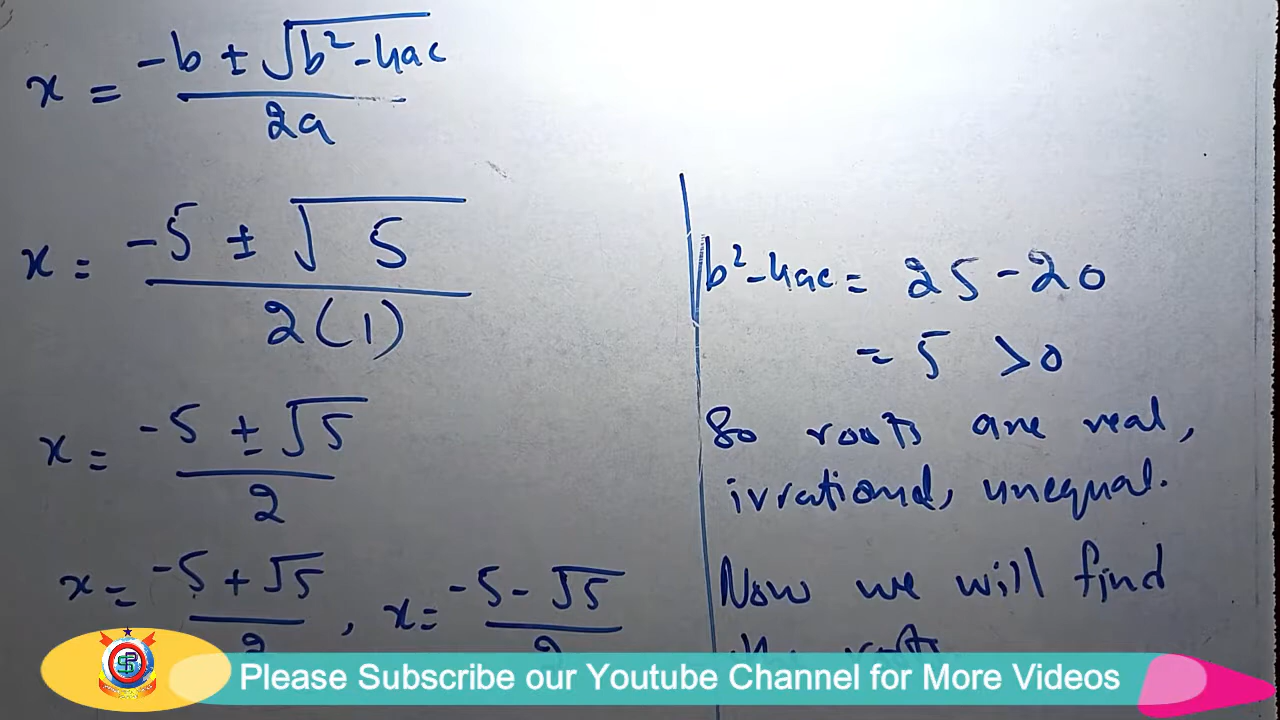 x = -b ± √b² - 4ac / 2a
x = -5 ± √5 / 2(1)
x = -5 ± √5 / 2
x = -5 + √5 / 2 , x = -5 - √5 / 2
b² - 4ac = 25 - 20
= 5 > 0
So roots are real,
irrational, unequal.
Now we will find
roots.
Please Subscribe our Youtube Channel for More Videos